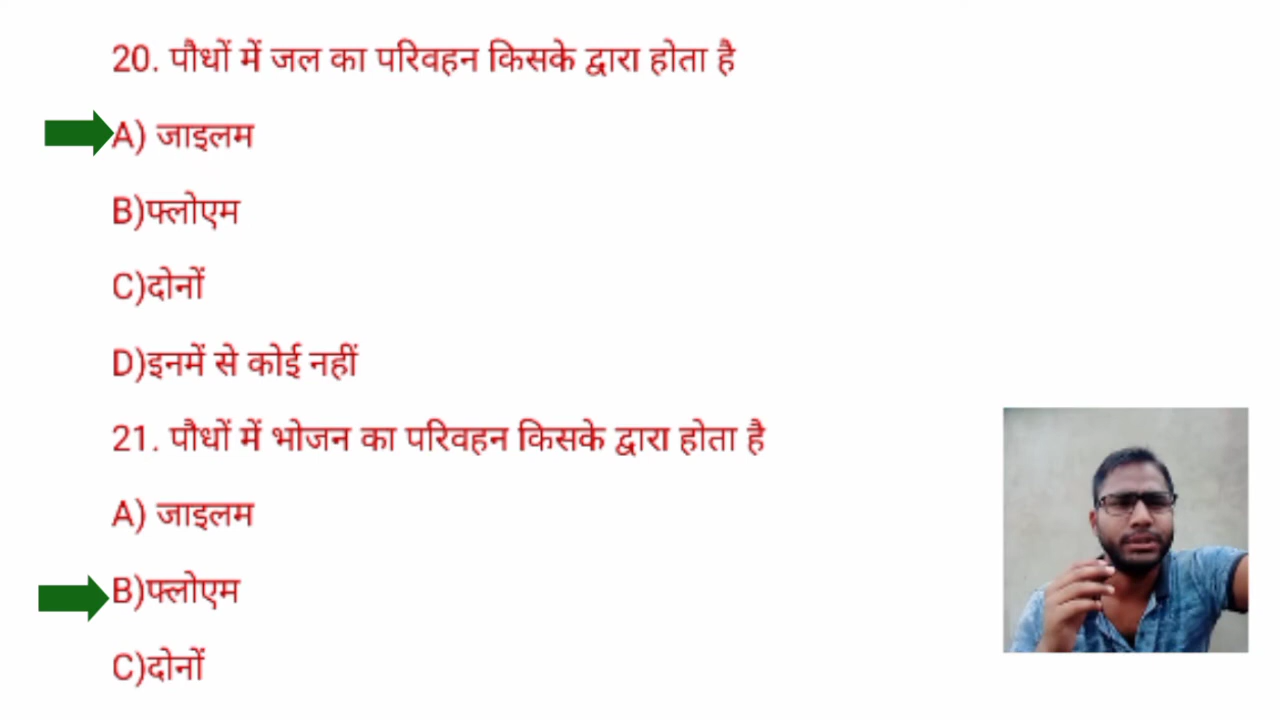 20. पौधों में जल का परिवहन किसके द्वारा होता है
A) जाइलम
B)फ्लोएम
C)दोनों
D)इनमें से कोई नहीं
21. पौधों में भोजन का परिवहन किसके द्वारा होता है
A) जाइलम
B)फ्लोएम
C)दोनों